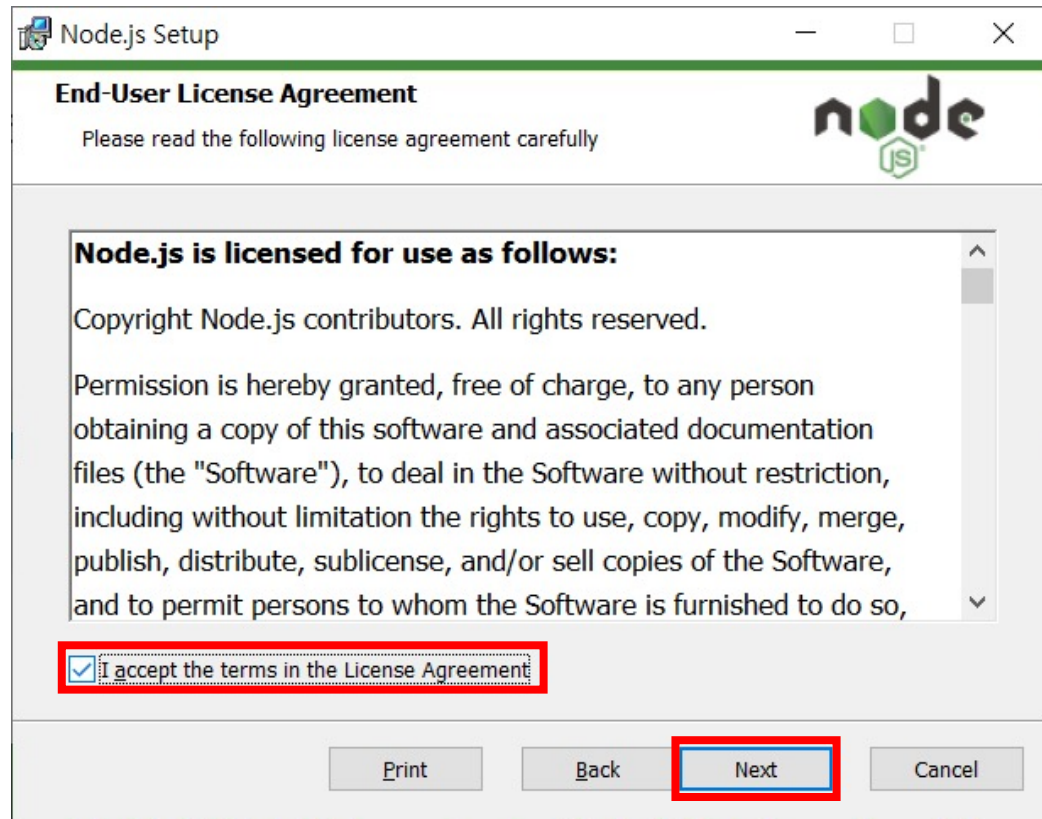 Node.js Setup
End-User License Agreement
Please read the following license agreement carefully
node
JS
Node.js is licensed for use as follows:
Copyright Node.js contributors. All rights reserved.
Permission is hereby granted, free of charge, to any person
obtaining a copy of this software and associated documentation
files (the "Software"), to deal in the Software without restriction,
including without limitation the rights to use, copy, modify, merge,
publish, distribute, sublicense, and/or sell copies of the Software,
and to permit persons to whom the Software is furnished to do so,
I accept the terms in the License Agreement
Print Back Next Cancel